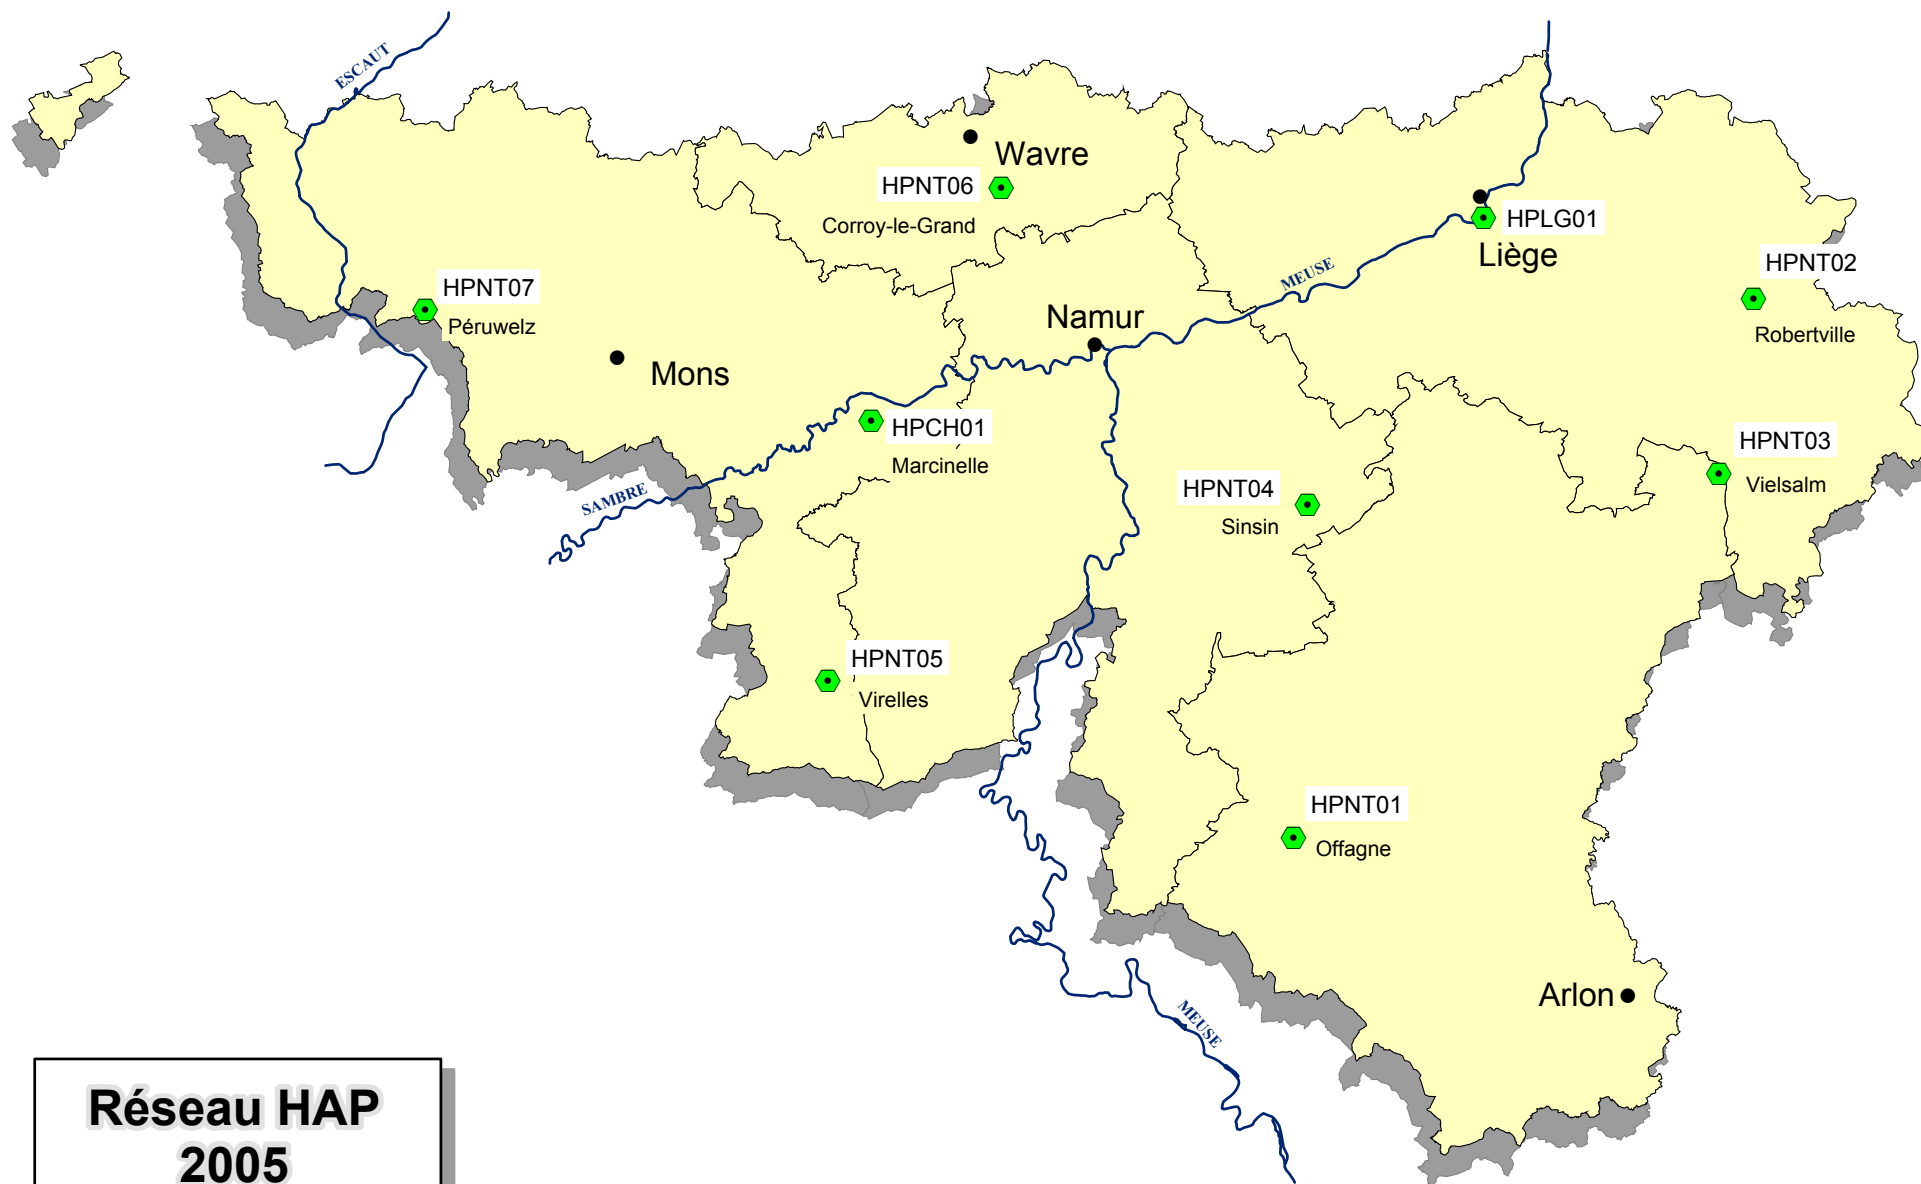 ESCAUT
Wavre
HPNT06
Corroy-le-Grand
HPLG01
Liège
MEUSE
HPNT02
Robertville
HPNT07
Péruwelz
Namur
Mons
HPCH01
Marcinelle
SAMBRE
HPNT03
Vielsalm
HPNT04
Sinsin
HPNT05
Virelles
HPNT01
Offagne
Arlon
MEUSE
Réseau HAP
2005